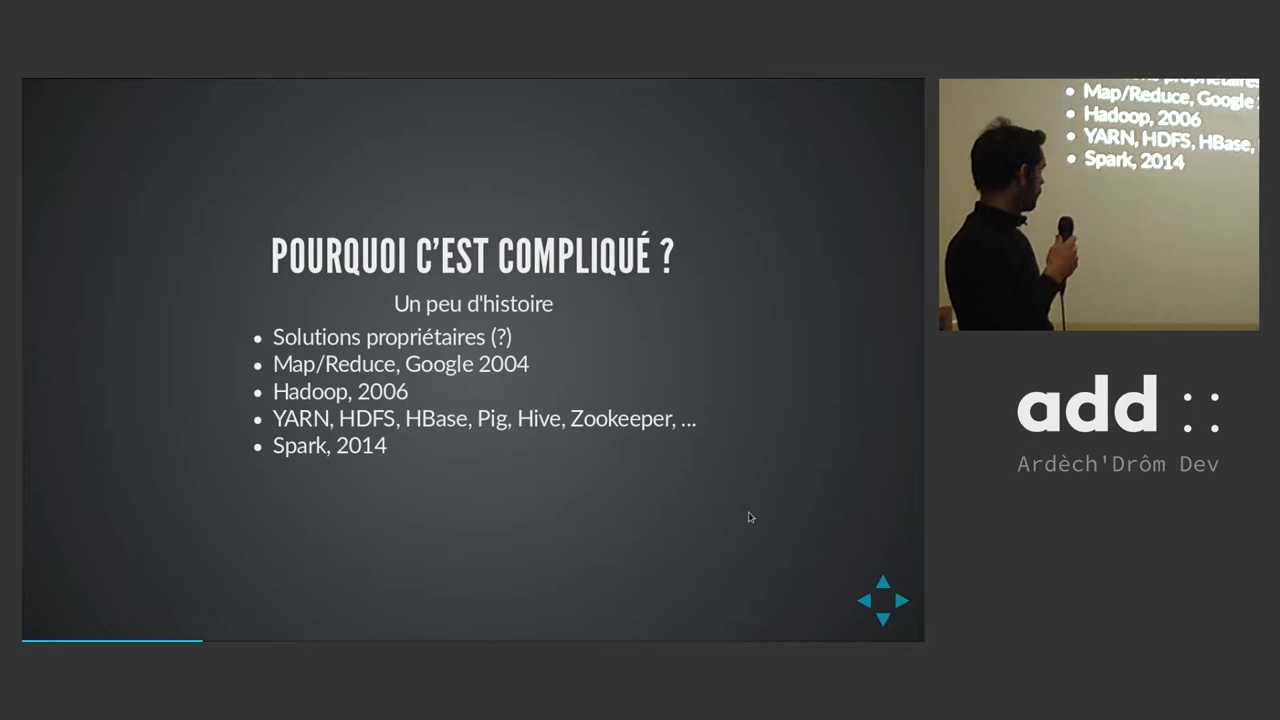 POURQUOI C'EST COMPLIQUÉ ?
Un peu d'histoire
• Solutions propriétaires (?)
• Map/Reduce, Google 2004
• Hadoop, 2006
• YARN, HDFS, HBase, Pig, Hive, Zookeeper, ...
• Spark, 2014
propriétaires
• Map/Reduce, Google
• Hadoop, 2006
• YARN, HDFS, HBase,
• Spark, 2014
add ::
Ardèch'Drôm Dev